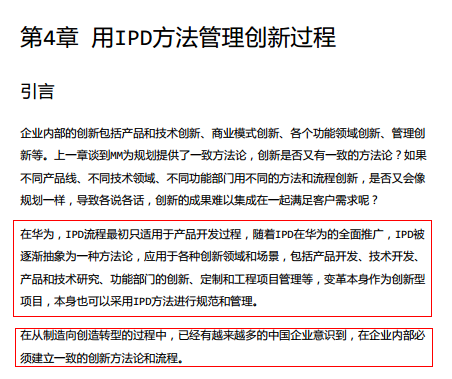 第4章 用IPD方法管理创新过程
引言
企业内部的创新包括产品和技术创新、商业模式创新、各个功能领域创新、管理创
新等。上一章谈到MM为规划提供了一致方法论，创新是否又有一致的方法论？如果
不同产品线、不同技术领域、不同功能部门用不同的方法和流程创新，是否又会像
规划一样，导致各说各话，创新的成果难以集成在一起满足客户需求呢？
在华为，IPD流程最初只适用于产品开发过程，随着IPD在华为的全面推广，IPD被
逐渐抽象为一种方法论，应用于各种创新领域和场景，包括产品开发、技术开发、
产品和技术研究、功能部门的创新、定制和工程项目管理等，变革本身作为创新型
项目，本身也可以采用IPD方法进行规范和管理。
在从制造向创造转型的过程中，已经有越来越多的中国企业意识到，在企业内部必
须建立一致的创新方法论和流程。